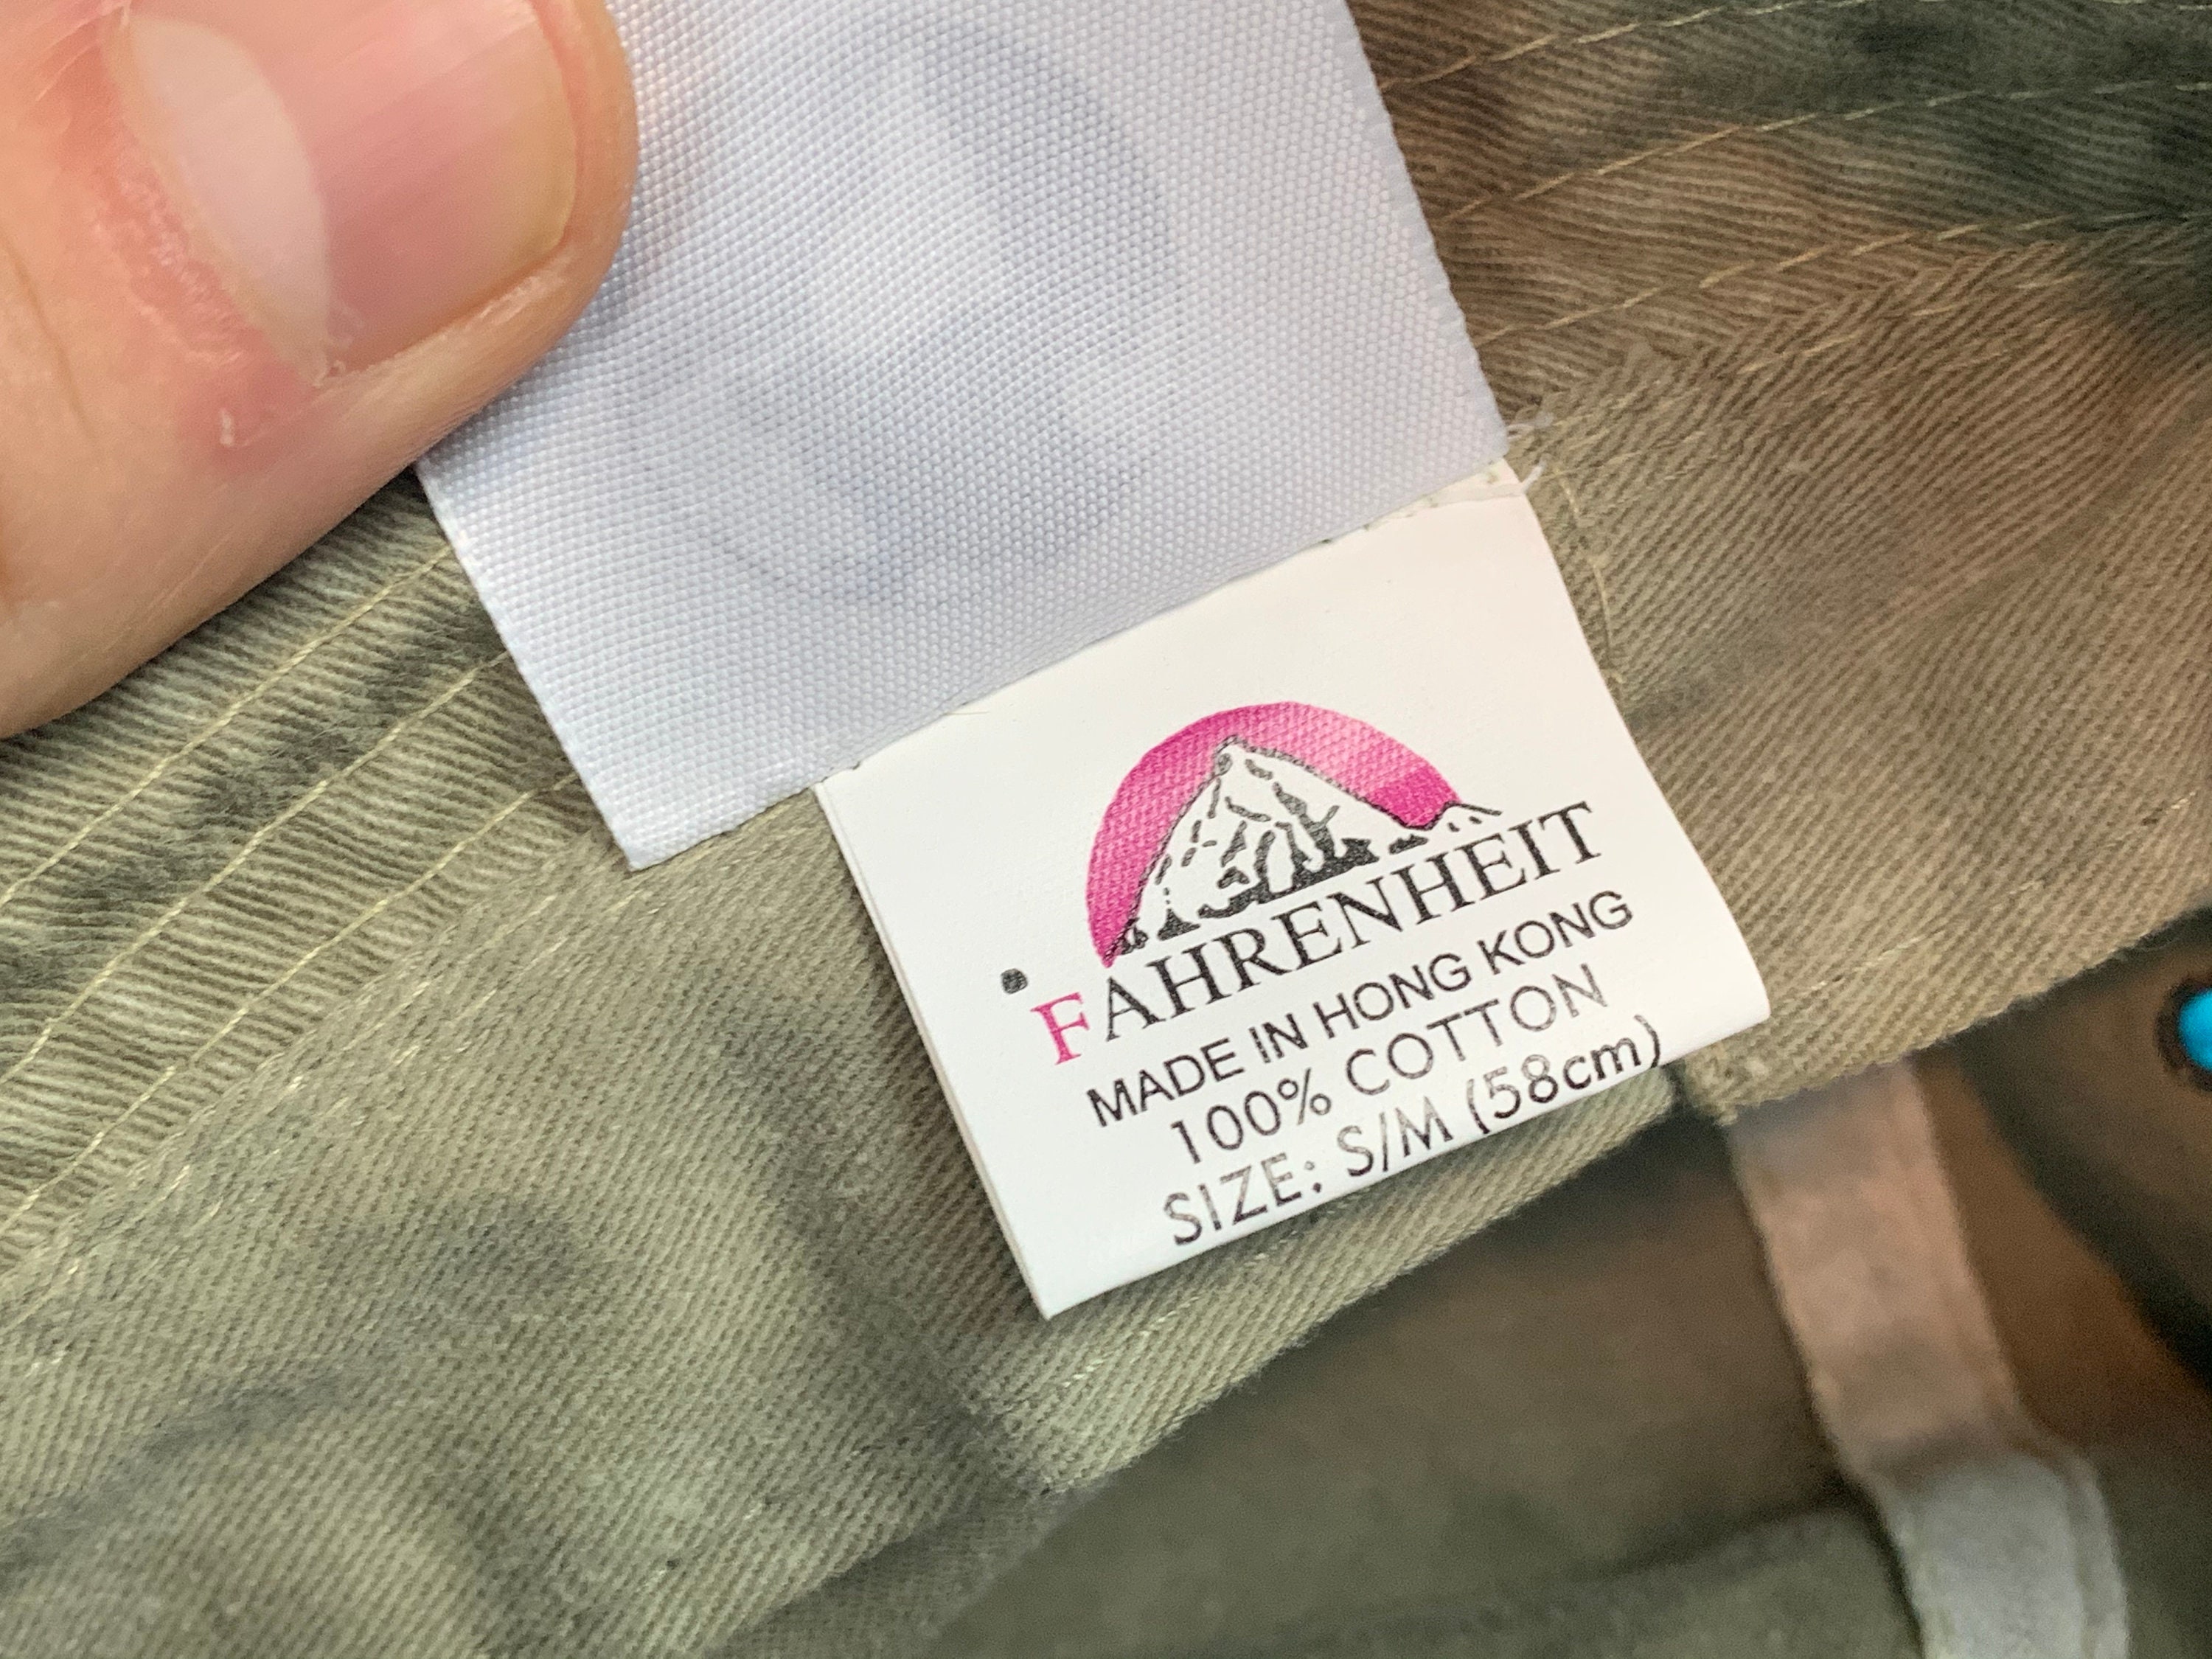 °FAHRENHEIT
MADE IN HONG KONG
100% COTTON
SIZE: S/M (58cm)